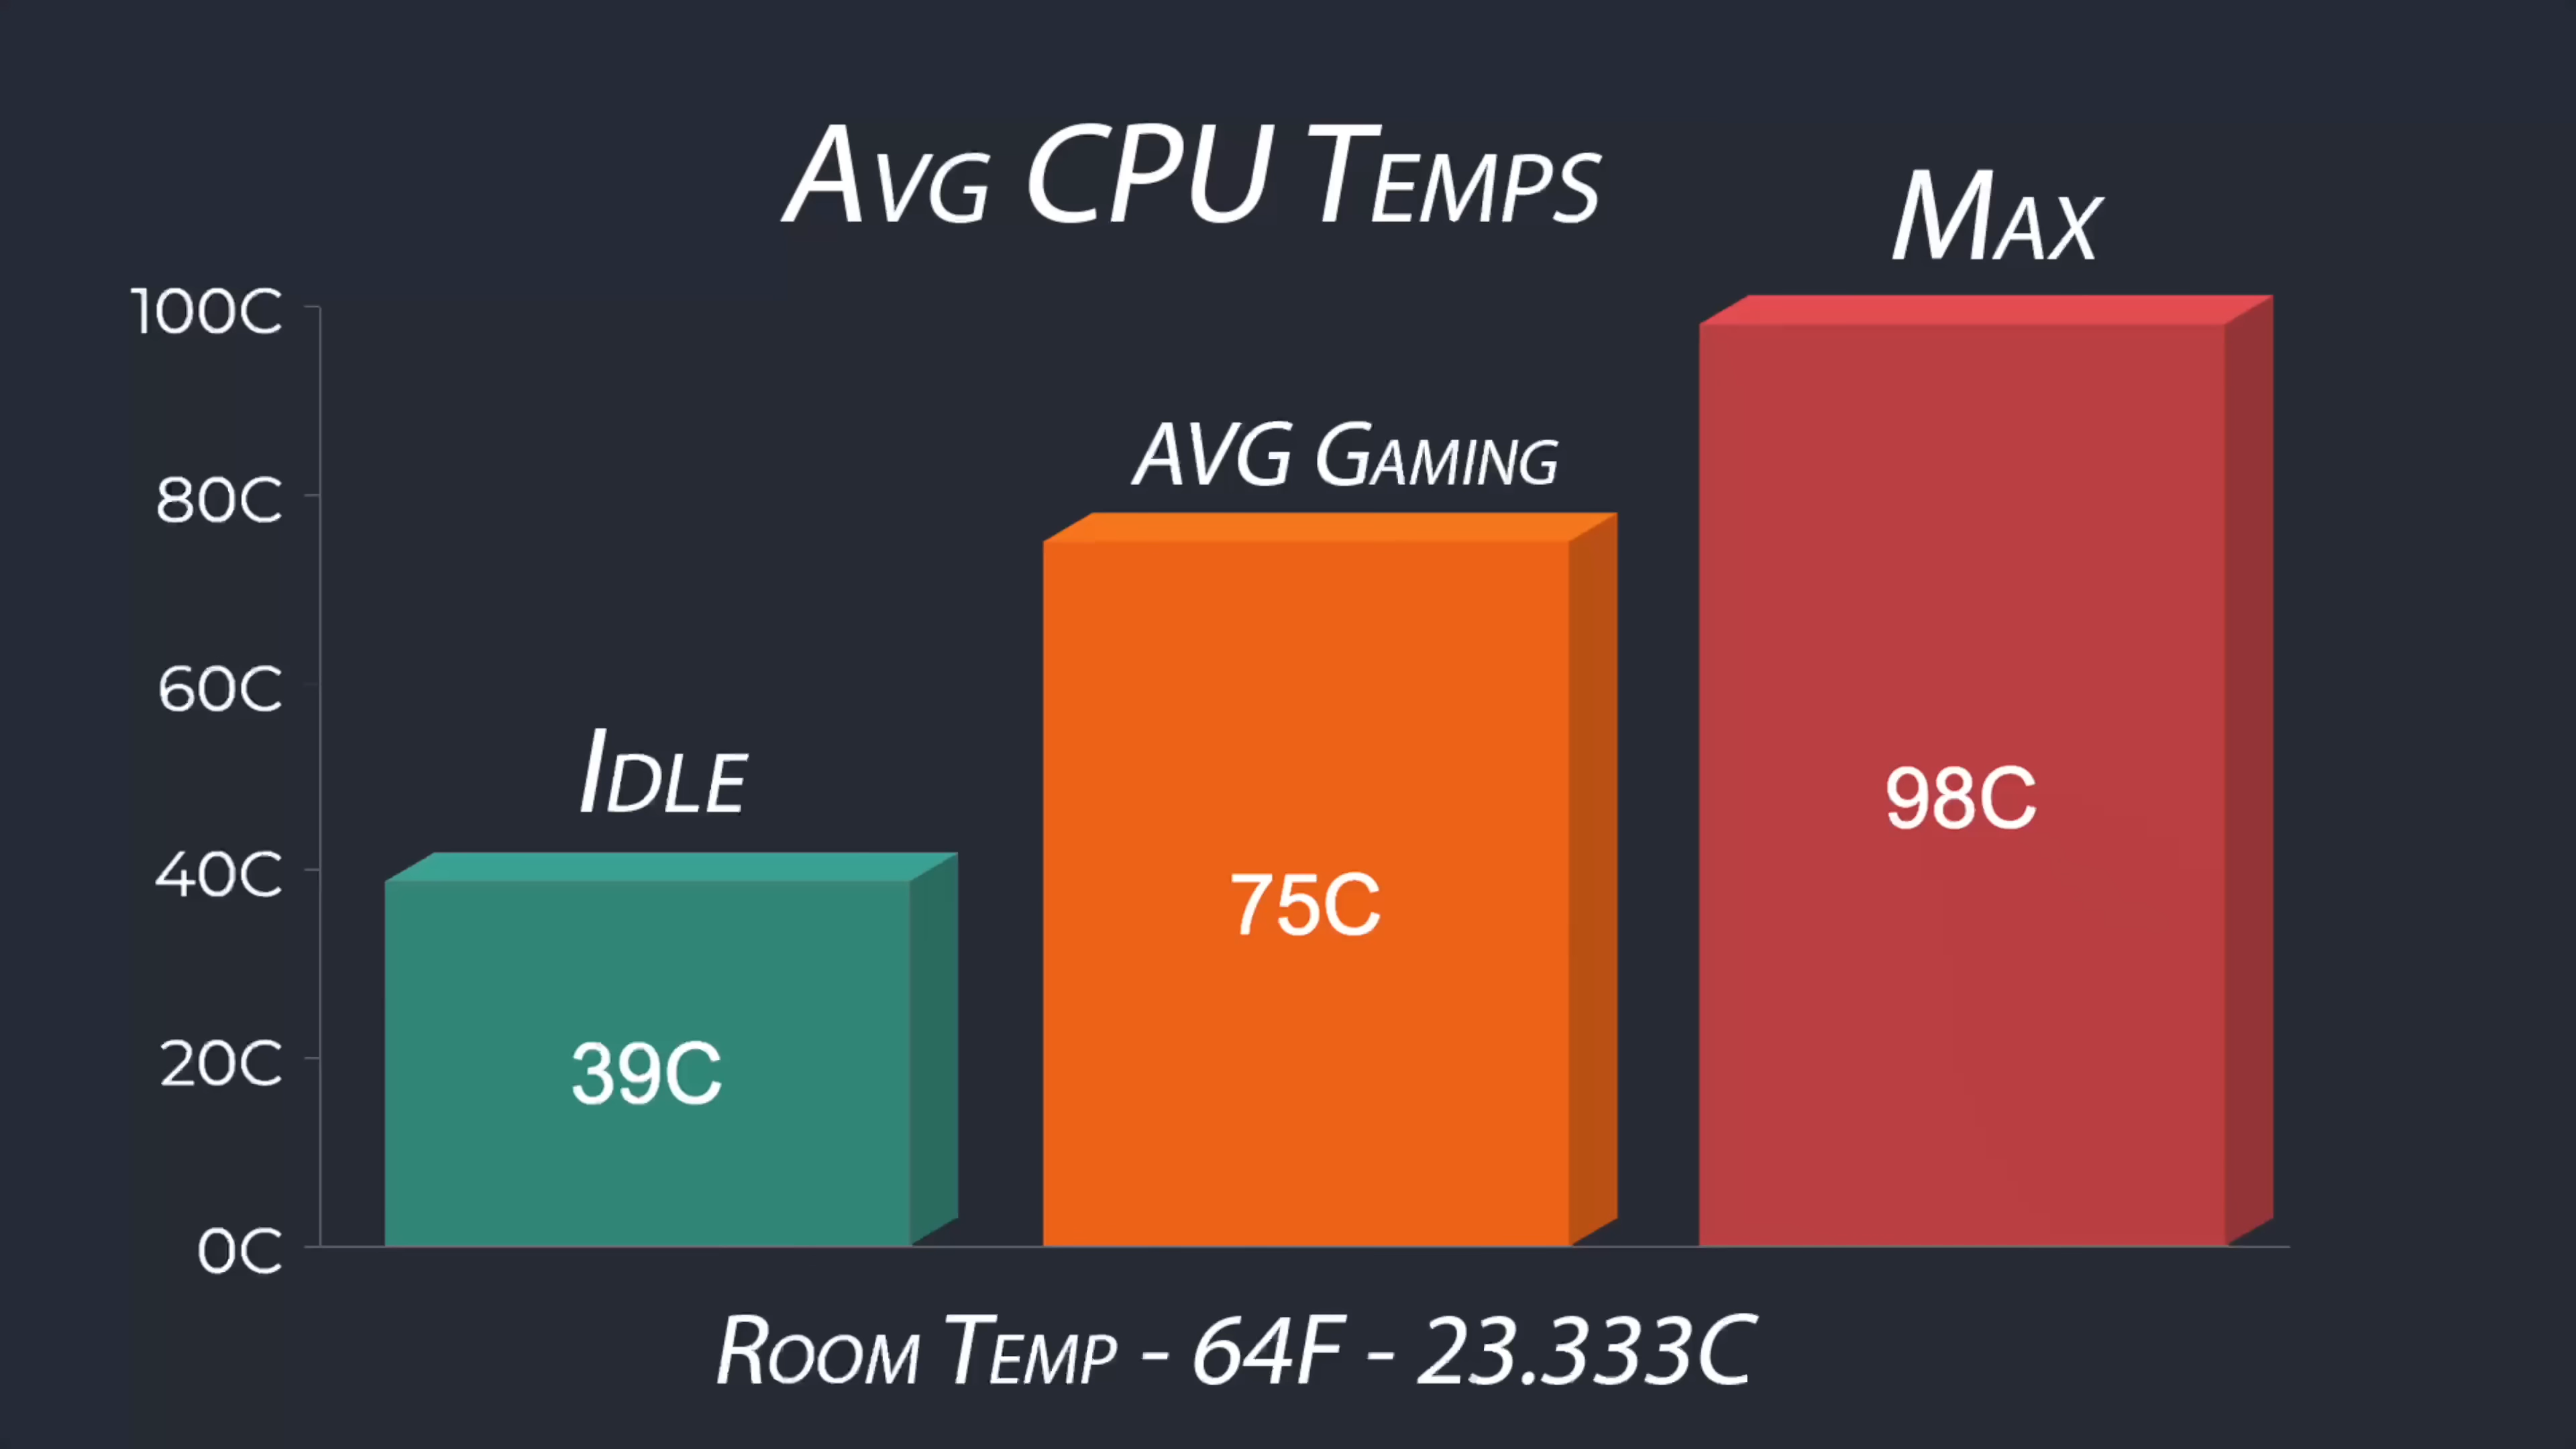 Avg CPU Temps
Max
100C
80C
AVG Gaming
60C
Idle
98C
40C
75C
20C
39C
0C
Room Temp - 64F - 23.333C